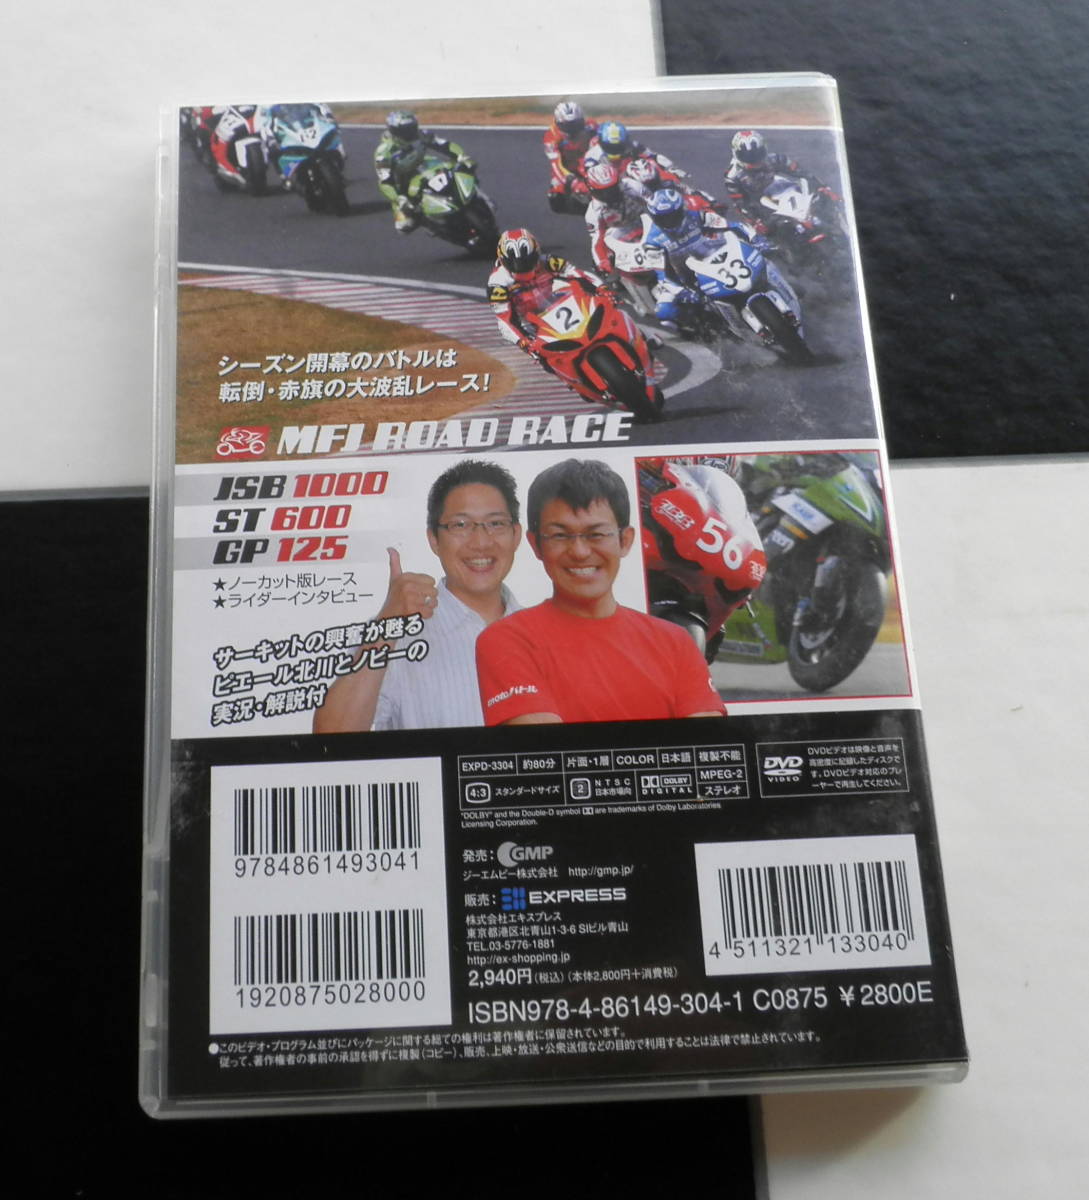 シーズン開幕のバトルは
転倒・赤旗の大波乱レース!
MFJ ROAD RACE
JSB 1000
ST 600
GP 125
★ノーカット版レース
★ライダーインタビュー
サーキットの興奮が甦る
ピエール北川とノビーの
実況・解説付
2
33
1
56
motoバトル
EXPD-3304 約80分 片面・1層 COLOR 日本語 複製不能
4:3 スタンダードサイズ 2 NTSC 日本市場向 DOLBY DIGITAL MPEG-2 ステレオ
DVD VIDEO
DVDビデオは映像と音声を
高密度に記録したディスクで
す。DVDビデオ対応のプレー
ヤーで再生してください。
"DOLBY" and the Double-D symbol are trademarks of Dolby Laboratories
Licensing Corporation.
発売: GMP
ジーエムピー株式会社 http://gmp.jp/
販売: EXPRESS
株式会社エキスプレス
東京都港区北青山1-3-6 SIビル青山
TEL.03-5776-1881
http://ex-shopping.jp
2,940円(税込)(本体2,800円+消費税)
ISBN978-4-86149-304-1 C0875 ¥2800E
9784861493041
1920875028000
4 511321 133040
●このビデオ・プログラム並びにパッケージに関する総ての権利は著作権者に保留されています。
従って、著作権者の事前の承認を得ずに複製(コピー)、販売、上映・放送・公衆送信などの目的で利用することは法律で禁止されています。